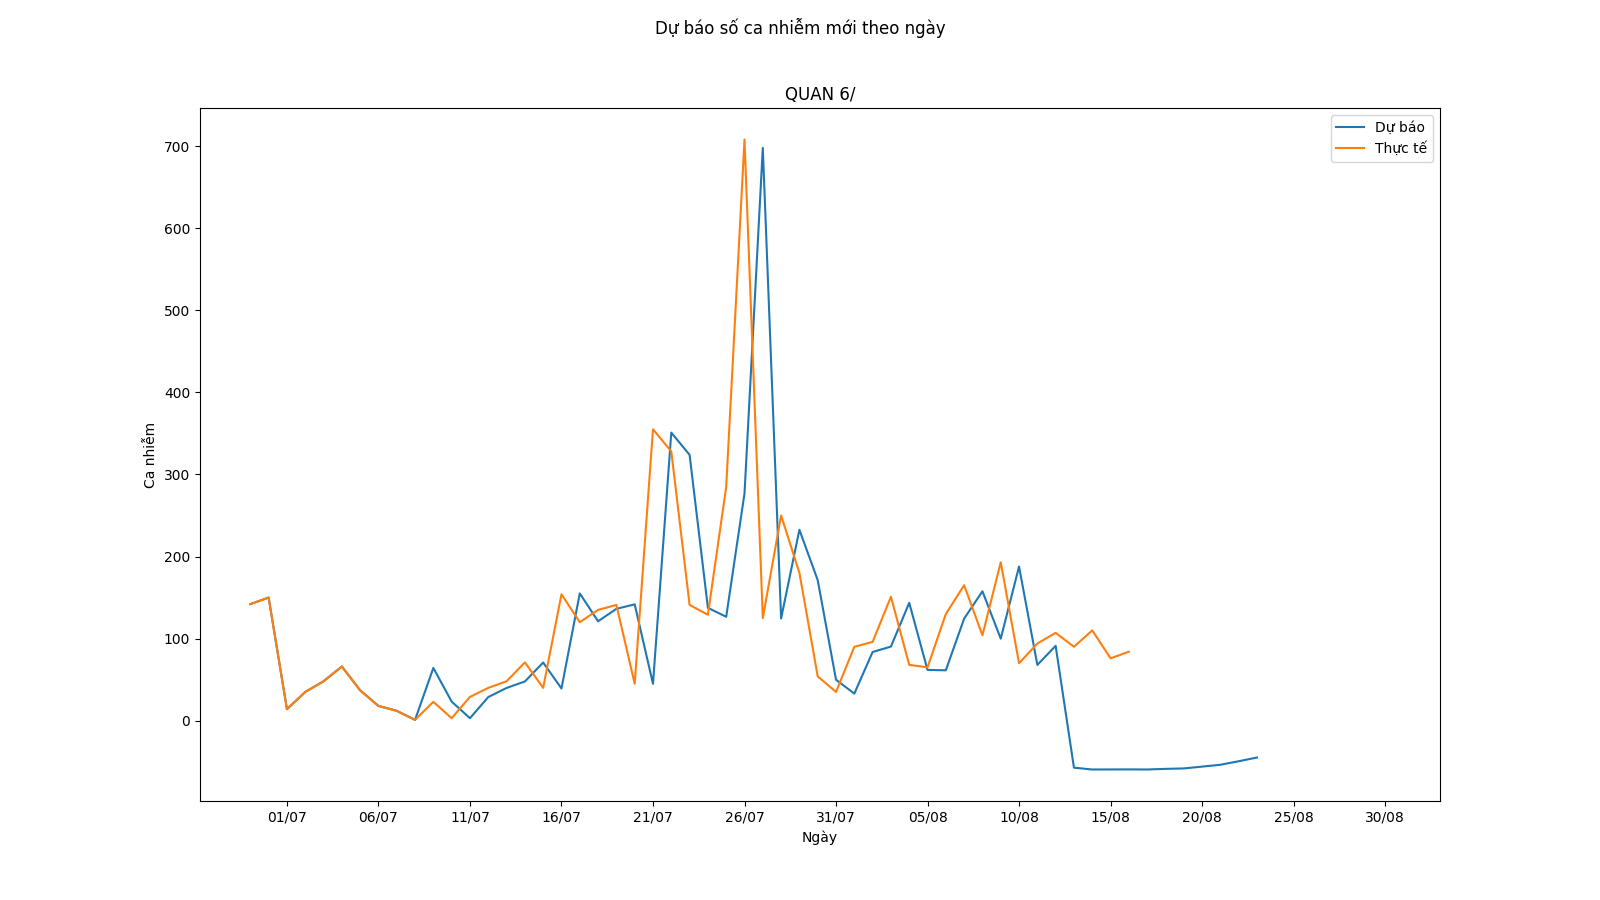 Dự báo số ca nhiễm mới theo ngày
QUAN 6/
Dự báo
Thực tế
700
600
500
400
300
200
100
0
Ca nhiễm
01/07 06/07 11/07 16/07 21/07 26/07 31/07 05/08 10/08 15/08 20/08 25/08 30/08
Ngày